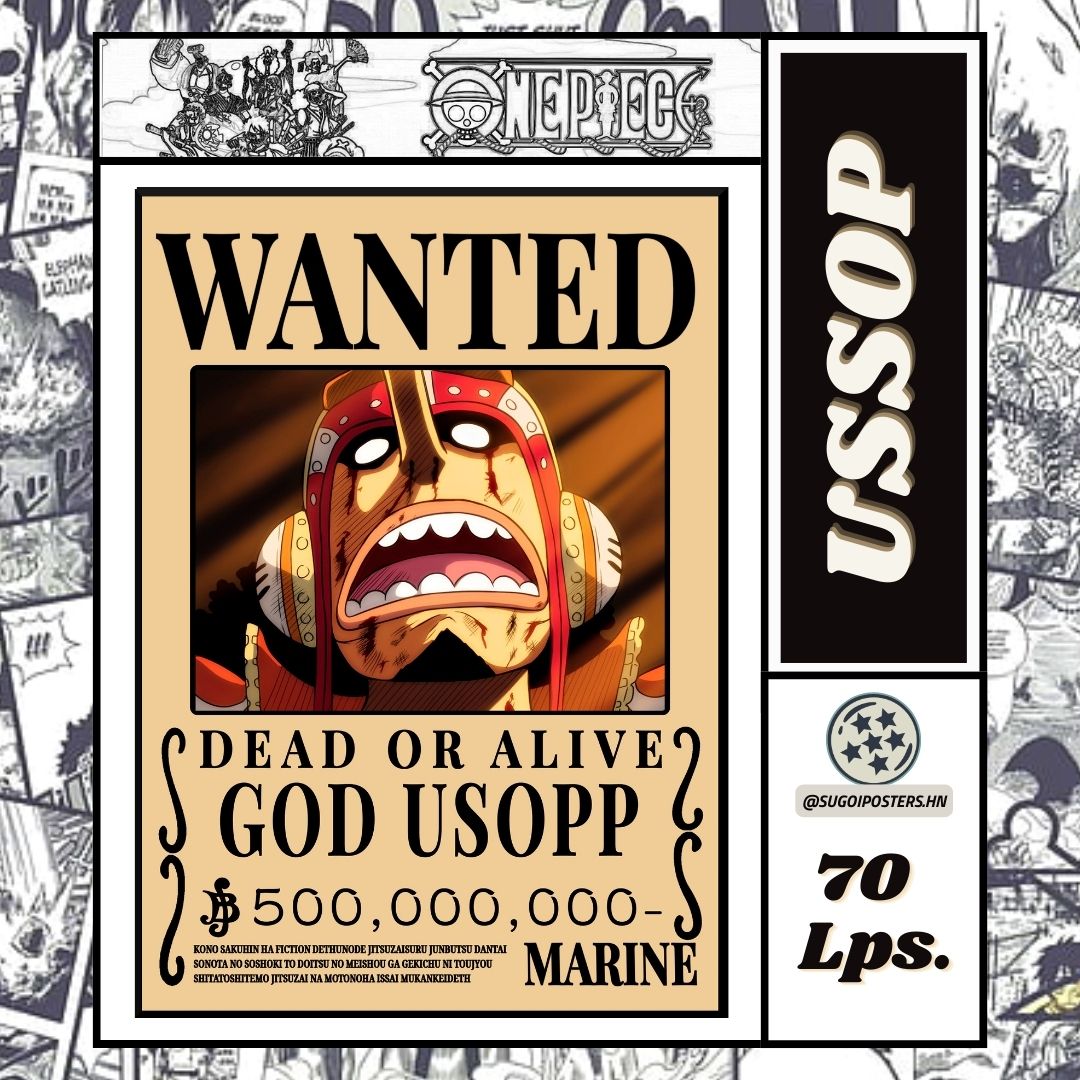 ONE PIECE
WANTED
DEAD OR ALIVE
GOD USOPP
500,000,000-
KONO SAKUHIN HA FICTION DETHUNODE JITSUZAISURU JUNBUTSU DANTAI
SONOTA NO SOSHOKI TO DOITSU NO MEISHOU GA GEKICHU NI TOUJYOU
SHITATOSHITEMO JITSUZAI NA MOTONOHA ISSAI MUKANKEIDETH
MARINE
USSOP
@SUGOIPOSTERS.HN
70
Lps.
ELEPHAN
GATLING